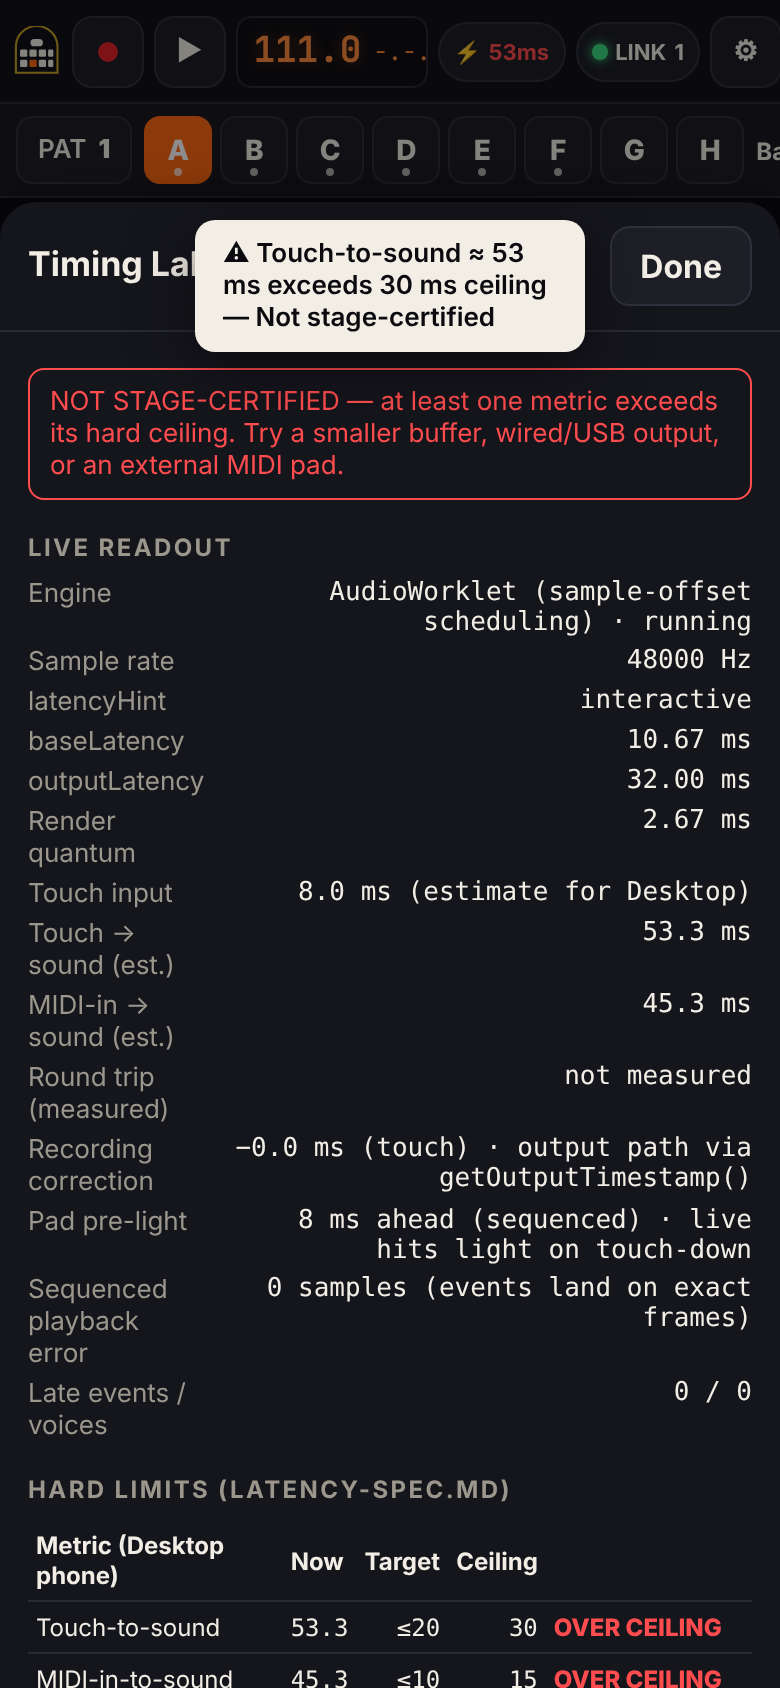 111.0 -.-.
⚡ 53ms
LINK 1
PAT 1
A
B
C
D
E
F
G
H
Ba
Timing Lab
⚠ Touch-to-sound ≈ 53
ms exceeds 30 ms ceiling
— Not stage-certified
Done
NOT STAGE-CERTIFIED — at least one metric exceeds
its hard ceiling. Try a smaller buffer, wired/USB output,
or an external MIDI pad.
LIVE READOUT
Engine AudioWorklet (sample-offset
scheduling) · running
Sample rate 48000 Hz
latencyHint interactive
baseLatency 10.67 ms
outputLatency 32.00 ms
Render 2.67 ms
quantum
Touch input 8.0 ms (estimate for Desktop)
Touch → 53.3 ms
sound (est.)
MIDI-in → 45.3 ms
sound (est.)
Round trip not measured
(measured)
Recording −0.0 ms (touch) · output path via
correction getOutputTimestamp()
Pad pre-light 8 ms ahead (sequenced) · live
hits light on touch-down
Sequenced 0 samples (events land on exact
playback frames)
error
Late events / 0 / 0
voices
HARD LIMITS (LATENCY-SPEC.MD)
Metric (Desktop
phone) Now Target Ceiling
Touch-to-sound 53.3 ≤20 30 OVER CEILING
MIDI-in-to-sound 45.3 ≤10 15 OVER CEILING